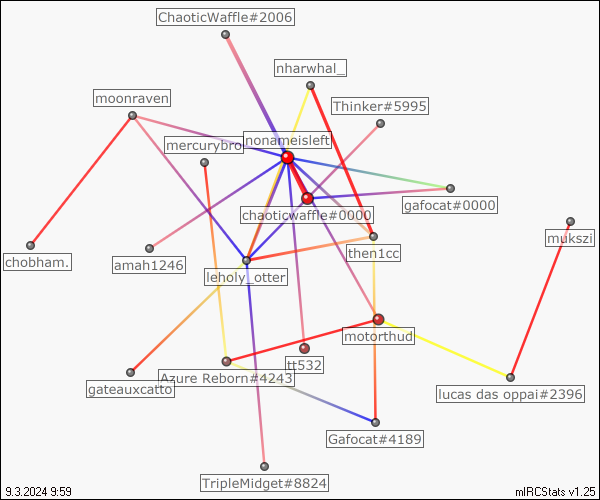 ChaoticWaffle#2006
nharwhal_
moonraven
Thinker#5995
mercurybro
nonameisleft
gafocat#0000
chaoticwaffle#0000
mukszi
then1cc
chobham.
amah1246
leholy_otter
motorthud
tt532
Azure Reborn#4243
gateauxcatto
lucas das oppai#2396
Gafocat#4189
TripleMidget#8824
9.3.2024 9:59
mIRCStats v1.25